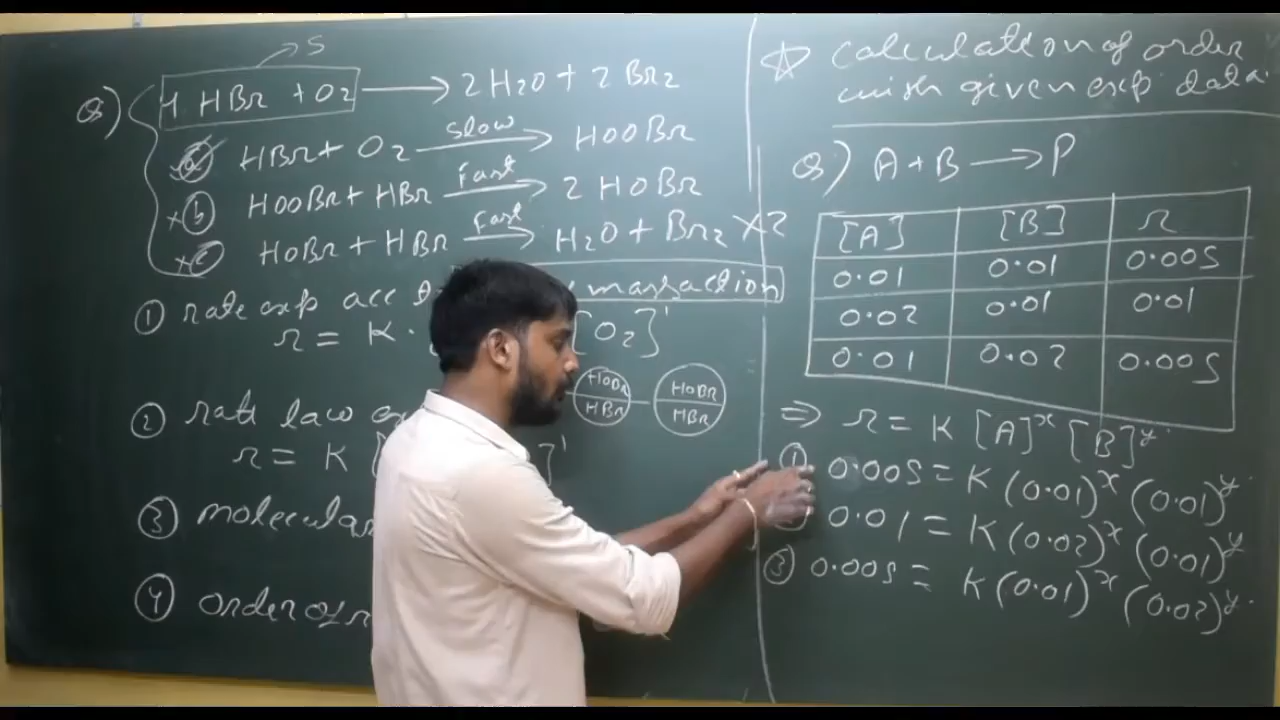 S
Q) 4 HBr + O2 → 2 H2O + 2 Br2
(a) HBr + O2 slow → HOOBr
×(b) HOOBr + HBr Fast → 2 HOBr
×(c) HOBr + HBr Fast → H2O + Br2 ×2
① rate exp acc massaction
r = K · [O2]¹
HOOBr HBr HOBr HBr
② rate law
r = K [ ]¹
③
④ order of
☆ Calculation of order
with given exp data
Q) A + B → P
[A] [B] r
0.01 0.01 0.005
0.02 0.01 0.01
0.01 0.02 0.005
⇒ r = K [A]ˣ [B]ʸ
① 0.005 = K (0.01)ˣ (0.01)ʸ
0.01 = K (0.02)ˣ (0.01)ʸ
③ 0.005 = K (0.01)ˣ (0.02)ʸ